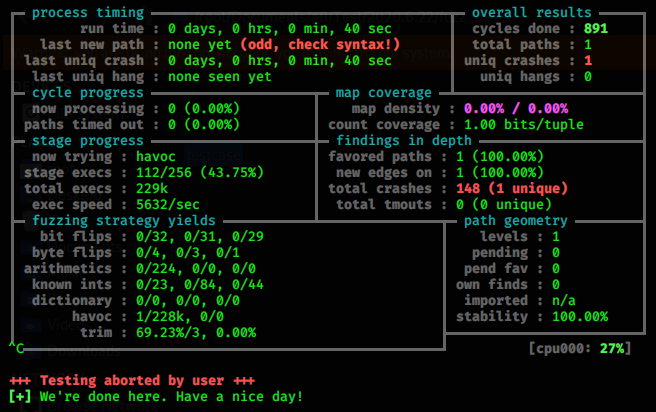 process timing overall results
run time : 0 days, 0 hrs, 0 min, 40 sec cycles done : 891
last new path : none yet (odd, check syntax!) total paths : 1
last uniq crash : 0 days, 0 hrs, 0 min, 40 sec uniq crashes : 1
last uniq hang : none seen yet uniq hangs : 0
cycle progress map coverage
now processing : 0 (0.00%) map density : 0.00% / 0.00%
paths timed out : 0 (0.00%) count coverage : 1.00 bits/tuple
stage progress findings in depth
now trying : havoc favored paths : 1 (100.00%)
stage execs : 112/256 (43.75%) new edges on : 1 (100.00%)
total execs : 229k total crashes : 148 (1 unique)
exec speed : 5632/sec total tmouts : 0 (0 unique)
fuzzing strategy yields path geometry
bit flips : 0/32, 0/31, 0/29 levels : 1
byte flips : 0/4, 0/3, 0/1 pending : 0
arithmetics : 0/224, 0/0, 0/0 pend fav : 0
known ints : 0/23, 0/84, 0/44 own finds : 0
dictionary : 0/0, 0/0, 0/0 imported : n/a
havoc : 1/228k, 0/0 stability : 100.00%
trim : 69.23%/3, 0.00%
^C [cpu000: 27%]
+++ Testing aborted by user +++
[+] We're done here. Have a nice day!